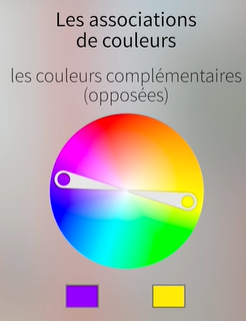 Les associations
de couleurs
les couleurs complémentaires
(opposées)